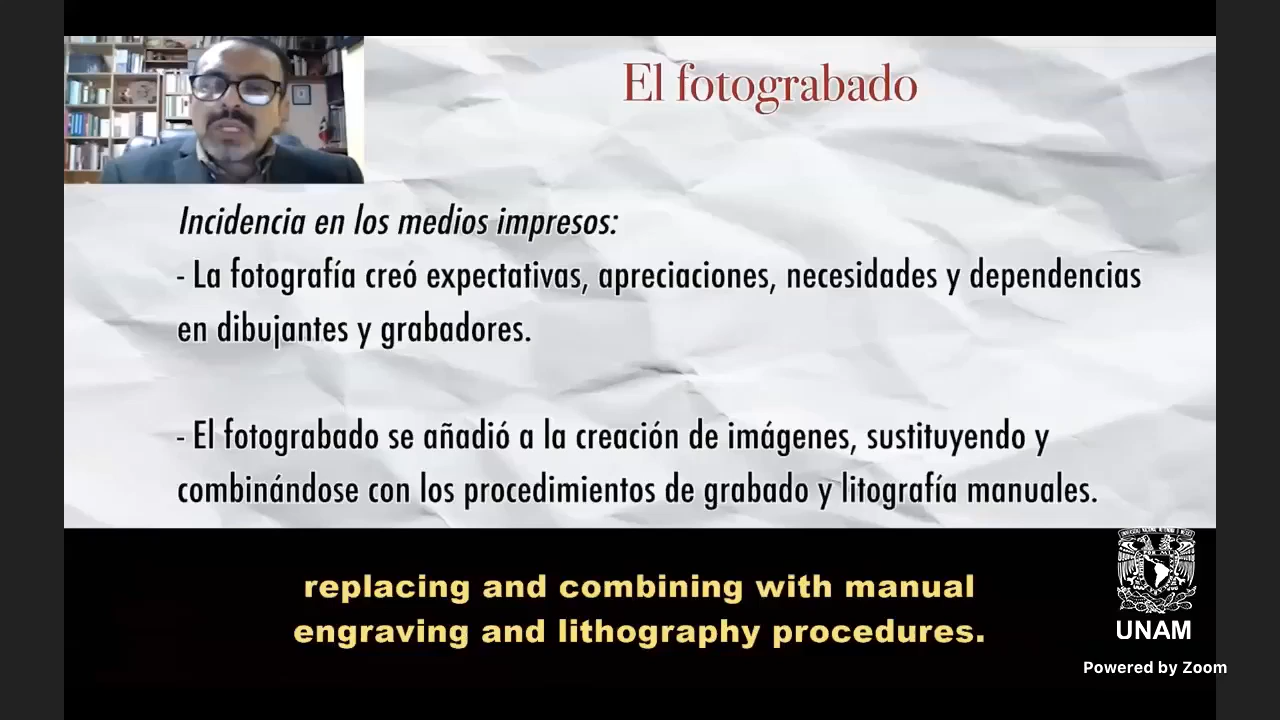 El fotograbado
Incidencia en los medios impresos:
- La fotografía creó expectativas, apreciaciones, necesidades y dependencias
en dibujantes y grabadores.
- El fotograbado se añadió a la creación de imágenes, sustituyendo y
combinándose con los procedimientos de grabado y litografía manuales.
replacing and combining with manual
engraving and lithography procedures.
UNAM
Powered by Zoom